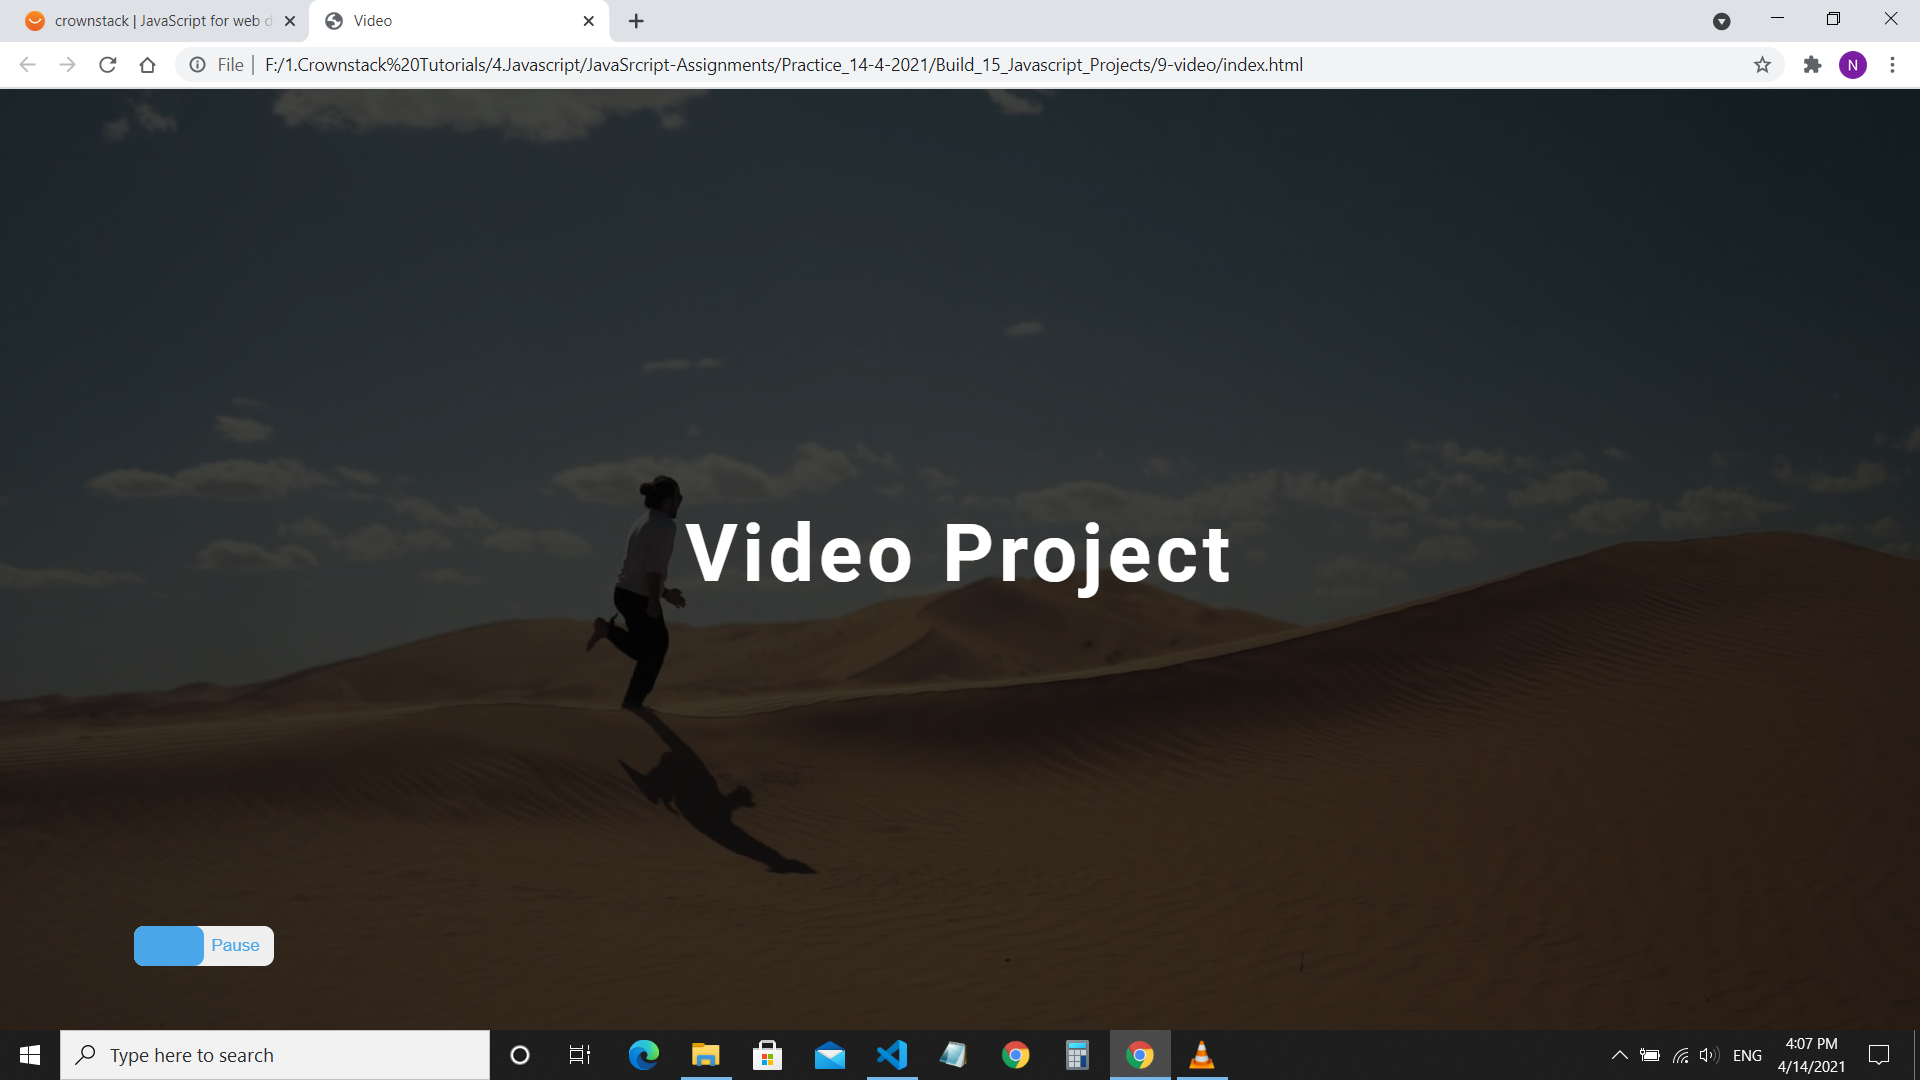 crownstack | JavaScript for web d
Video
File | F:/1.Crownstack%20Tutorials/4.Javascript/JavaSrcript-Assignments/Practice_14-4-2021/Build_15_Javascript_Projects/9-video/index.html
N
Video Project
Pause
Type here to search
ENG
4:07 PM
4/14/2021